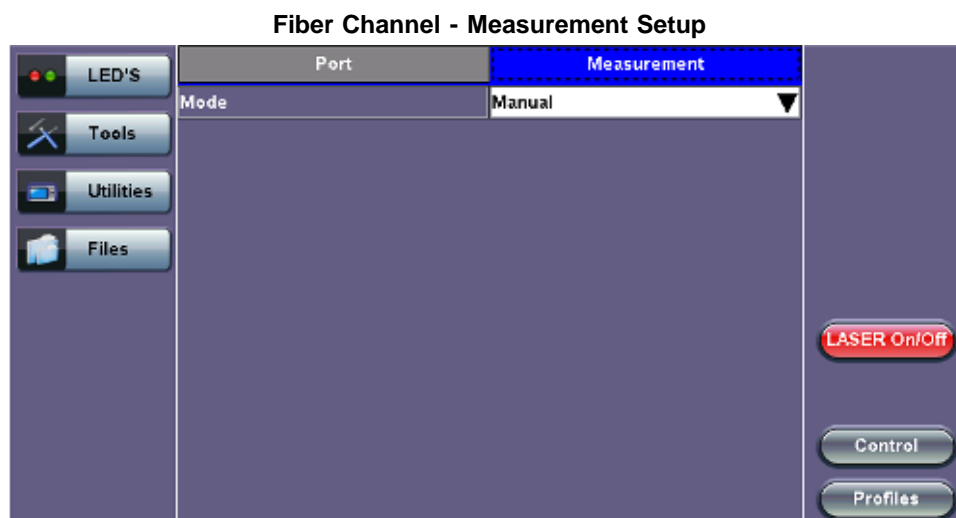 Fiber Channel - Measurement Setup
LED'S
Tools
Utilities
Files
Port
Measurement
Mode
Manual
LASER On/Off
Control
Profiles